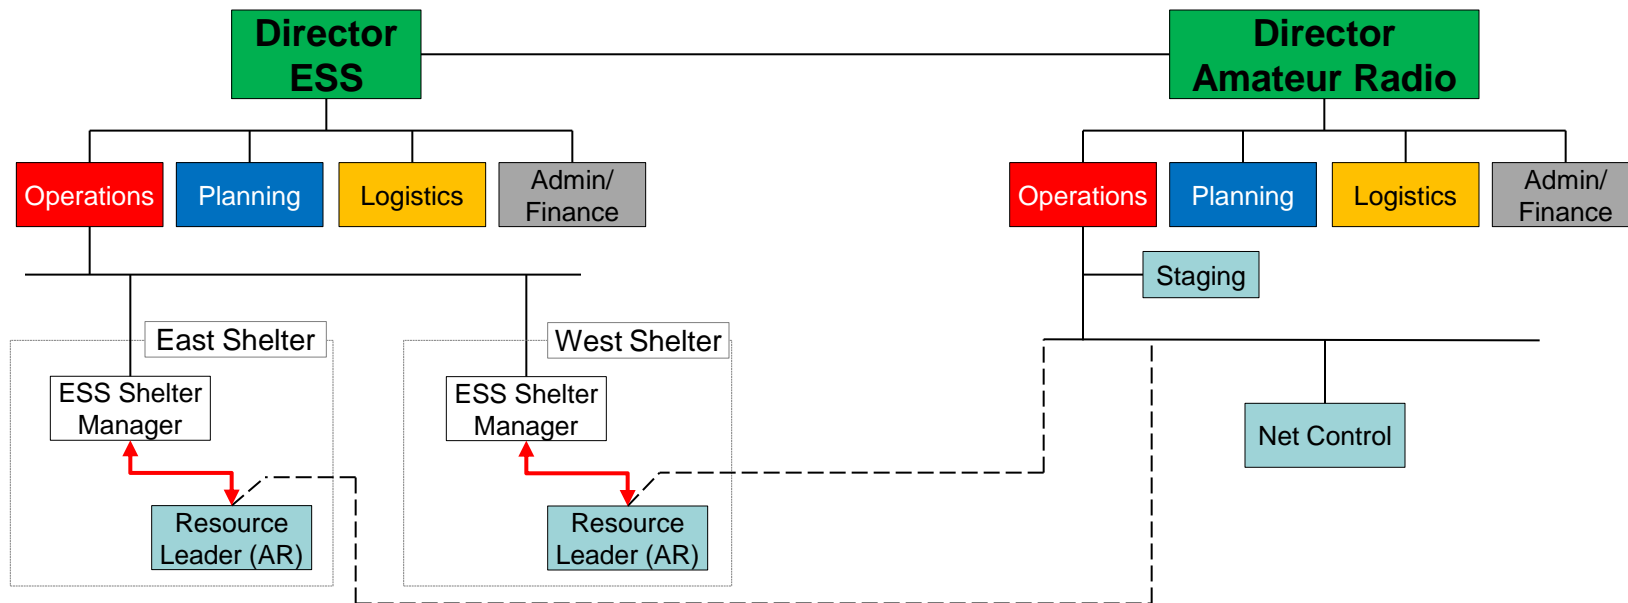 Director
ESS
Director
Amateur Radio
Operations
Planning
Logistics
Admin/
Finance
Operations
Planning
Logistics
Admin/
Finance
Staging
East Shelter
West Shelter
ESS Shelter
Manager
ESS Shelter
Manager
Net Control
Resource
Leader (AR)
Resource
Leader (AR)